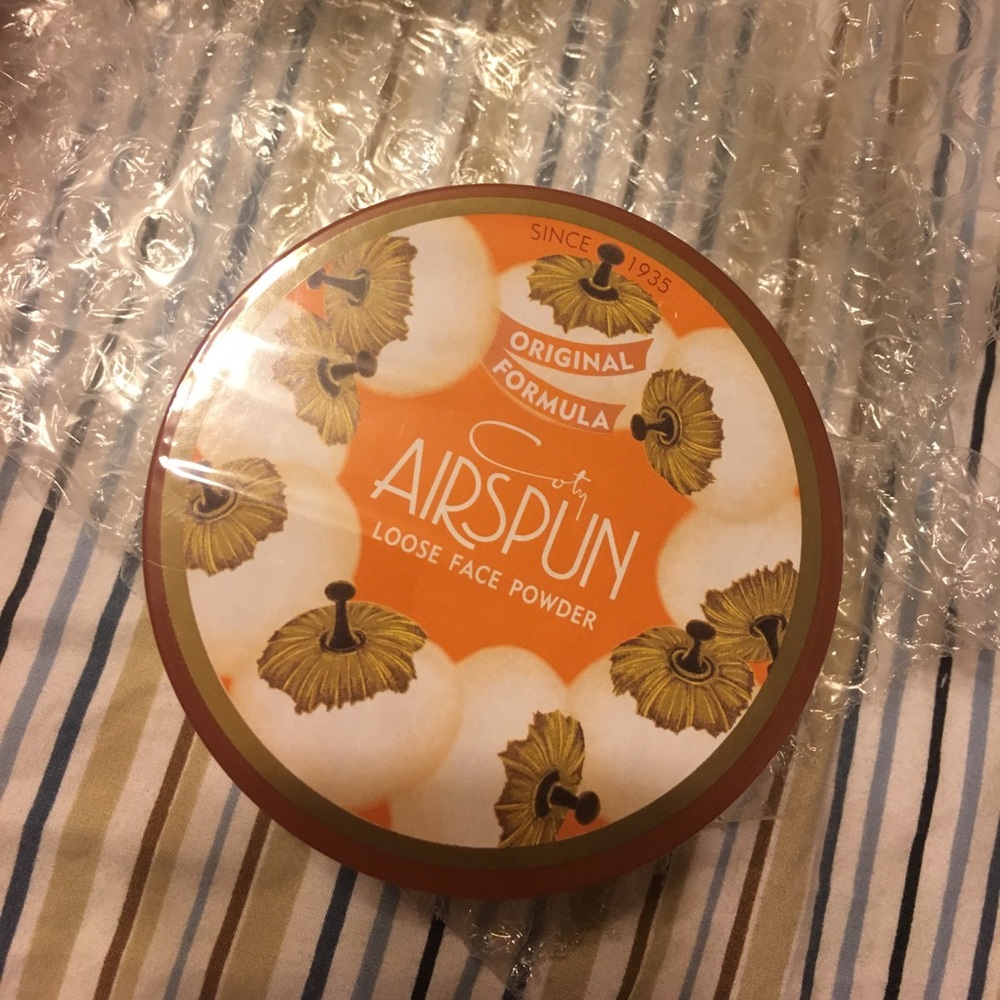 SINCE 1935
ORIGINAL
FORMULA
Coty
AIRSPUN
LOOSE FACE POWDER